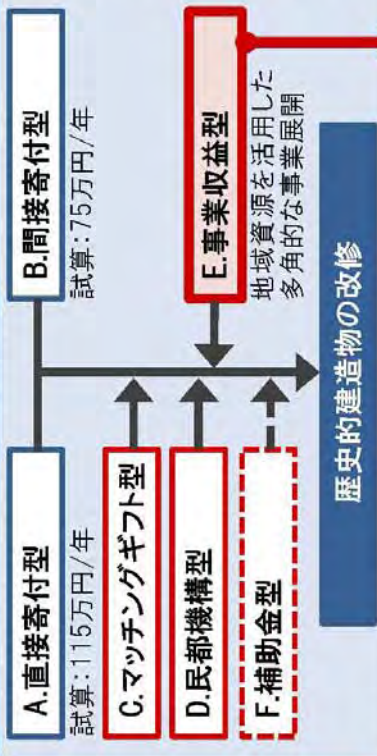 A.直接寄付型
試算：115万円/年
B.間接寄付型
試算：75万円/年
C.マッチングギフト型
D.民都機構型
E.事業収益型
地域資源を活用した
多角的な事業展開
F.補助金型
歴史的建造物の改修